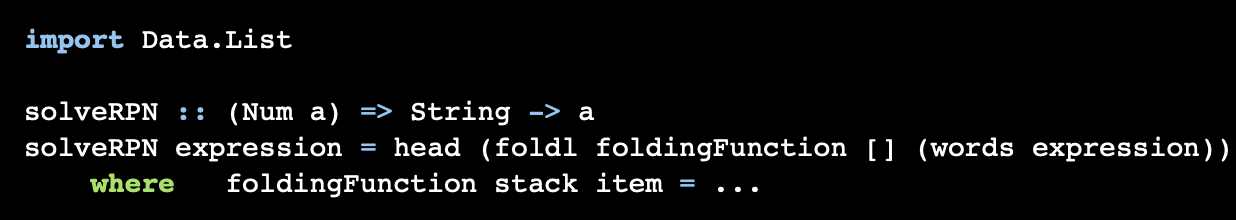 import Data.List
solveRPN :: (Num a) => String -> a
solveRPN expression = head (foldl foldingFunction [] (words expression))
    where   foldingFunction stack item = ...